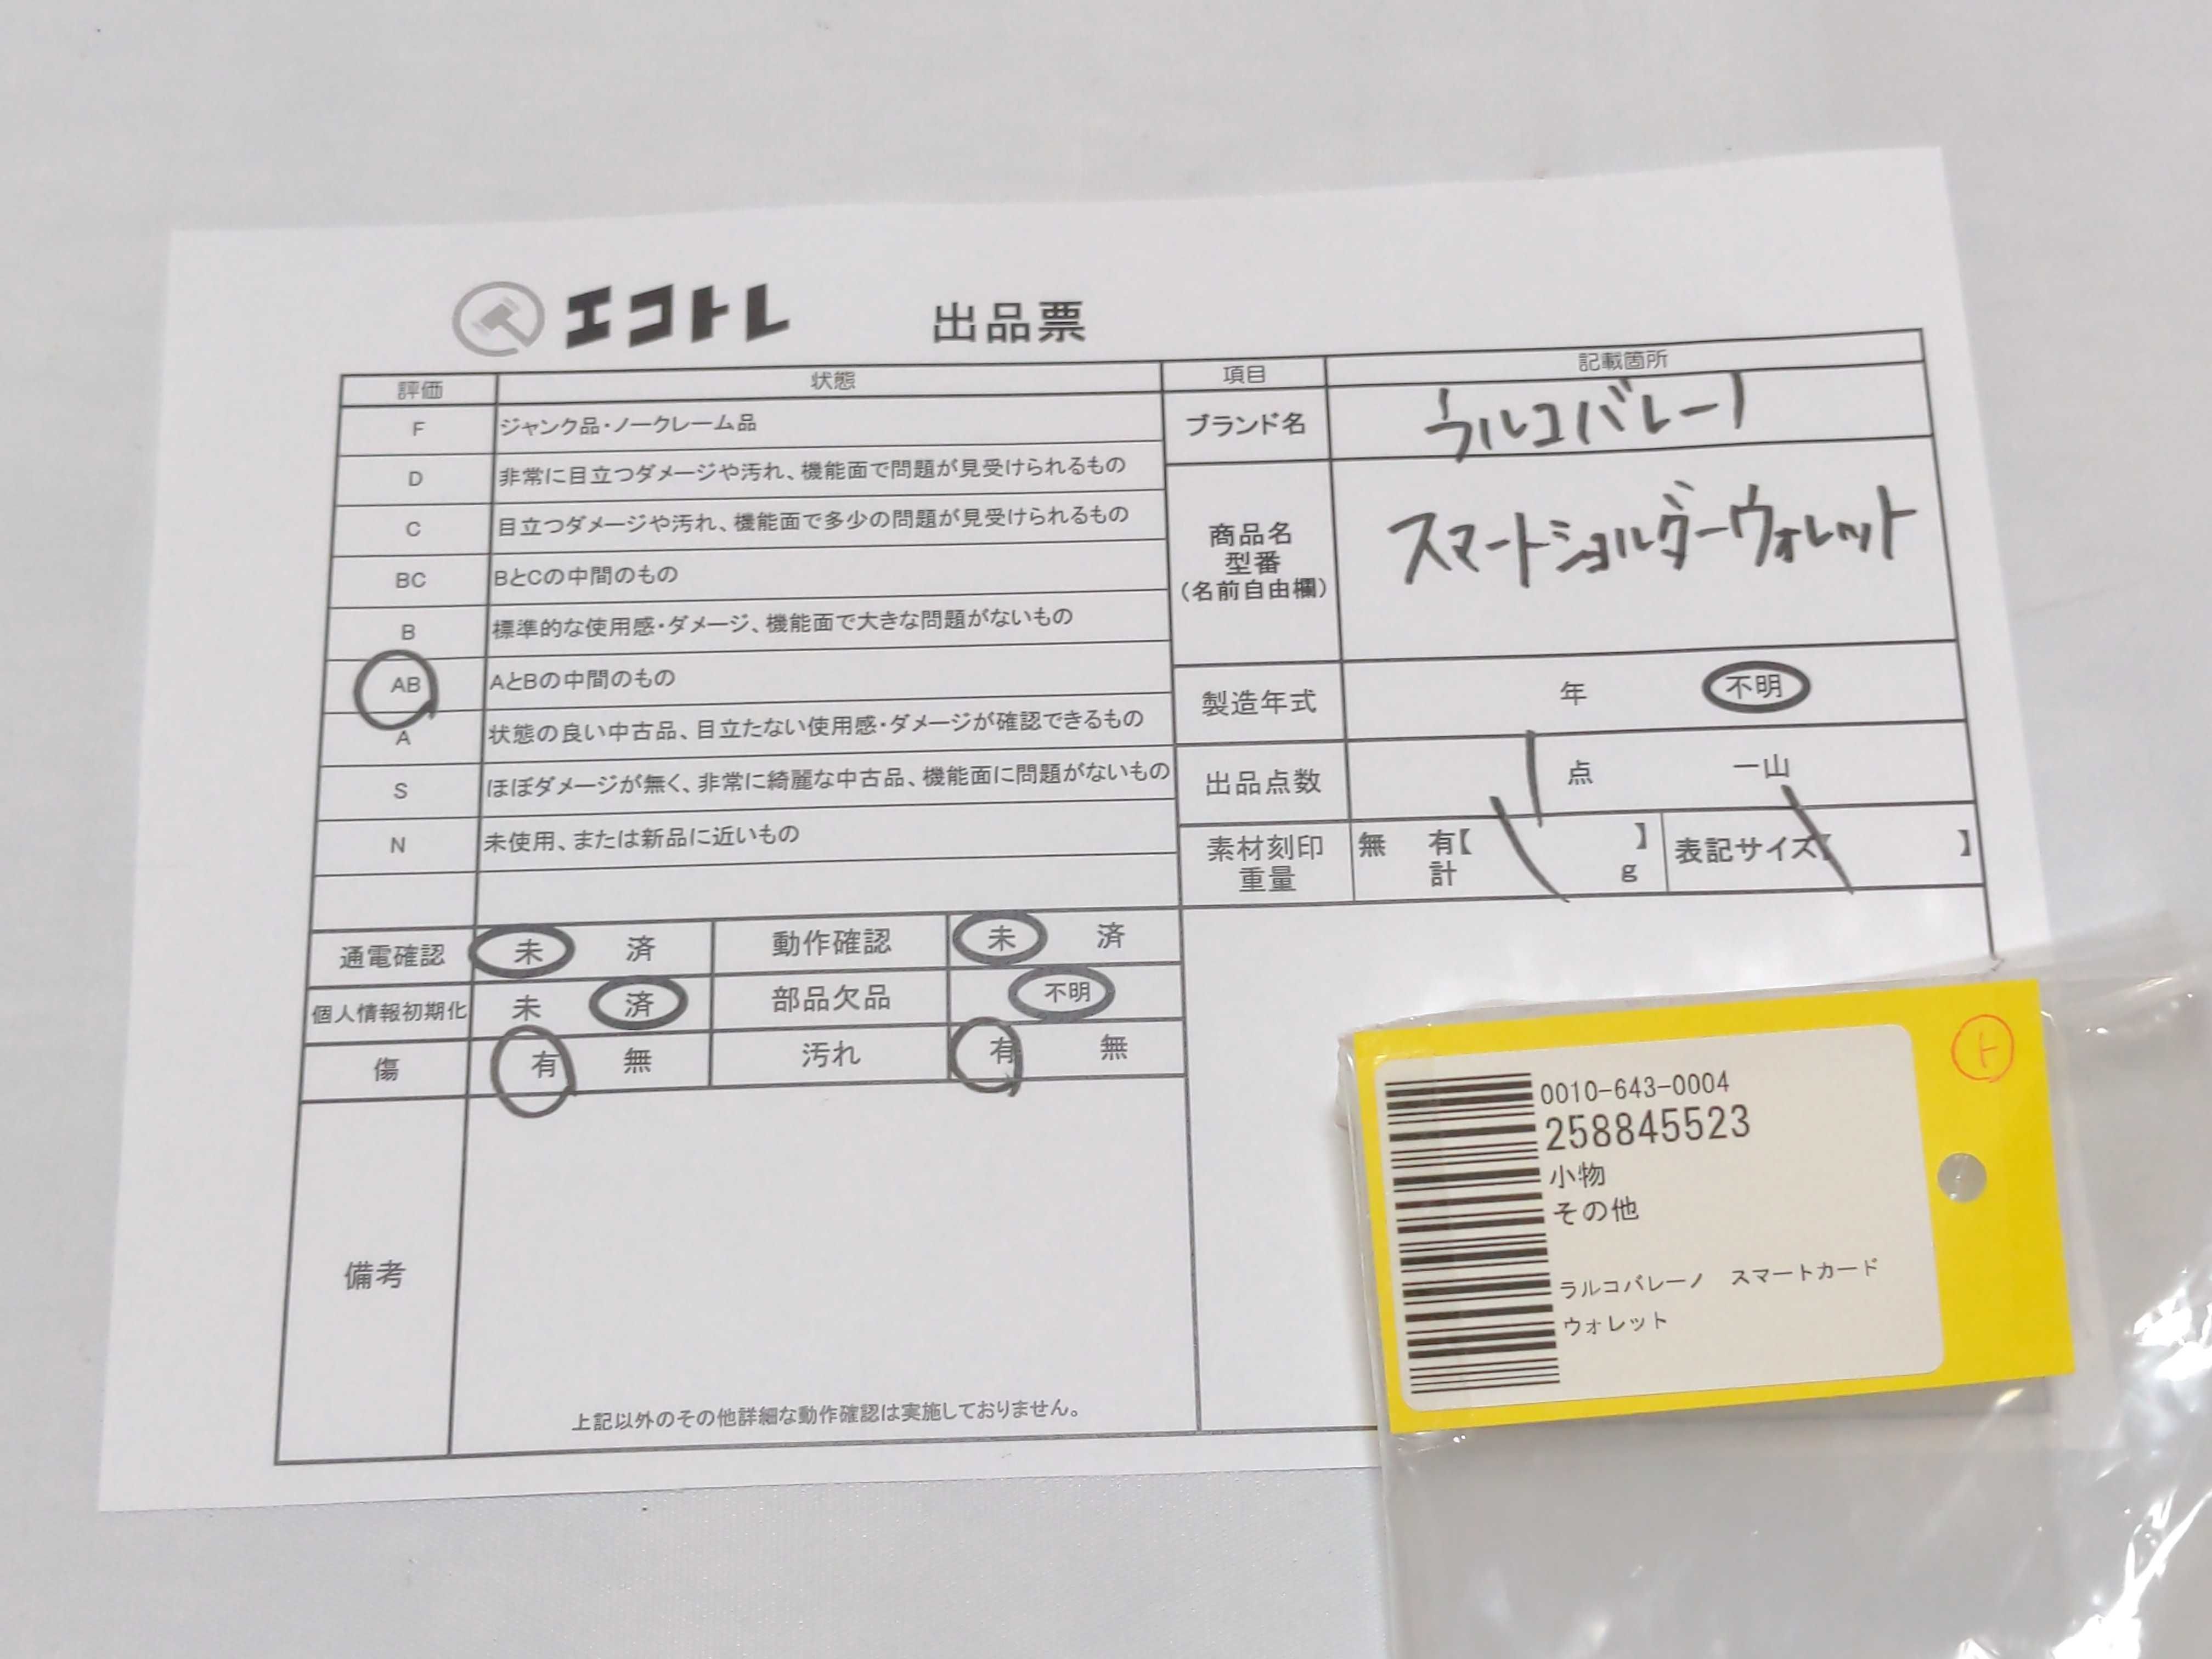 エコトレ 出品票
評価 状態
F ジャンク品・ノークレーム品
D 非常に目立つダメージや汚れ、機能面で問題が見受けられるもの
C 目立つダメージや汚れ、機能面で多少の問題が見受けられるもの
BC BとCの中間のもの
B 標準的な使用感・ダメージ、機能面で大きな問題がないもの
AB AとBの中間のもの
A 状態の良い中古品、目立たない使用感・ダメージが確認できるもの
S ほぼダメージが無く、非常に綺麗な中古品、機能面に問題がないもの
N 未使用、または新品に近いもの
通電確認 未 済 動作確認 未 済
個人情報初期化 未 済 部品欠品 不明
傷 有 無 汚れ 有 無
備考
上記以外のその他詳細な動作確認は実施しておりません。
項目 記載箇所
ブランド名 ラルコバレーノ
商品名
型番
(名前自由欄)
スマートショルダーウォレット
製造年式 年 不明
出品点数 1 点 一山
素材刻印 無 有【 】 表記サイズ【 】
重量 計 g
ト
0010-643-0004
258845523
小物
その他
ラルコバレーノ スマートカード
ウォレット